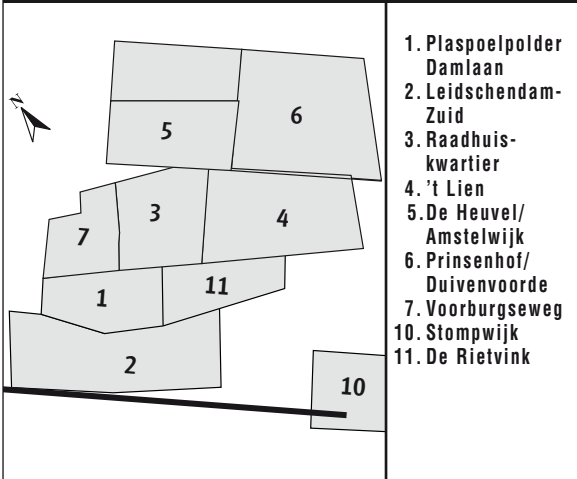 N
6
5
3
4
7
11
1
2
10
1. Plaspoelpolder
Damlaan
2. Leidschendam-
Zuid
3. Raadhuis-
kwartier
4. 't Lien
5. De Heuvel/
Amstelwijk
6. Prinsenhof/
Duivenvoorde
7. Voorburgseweg
10. Stompwijk
11. De Rietvink